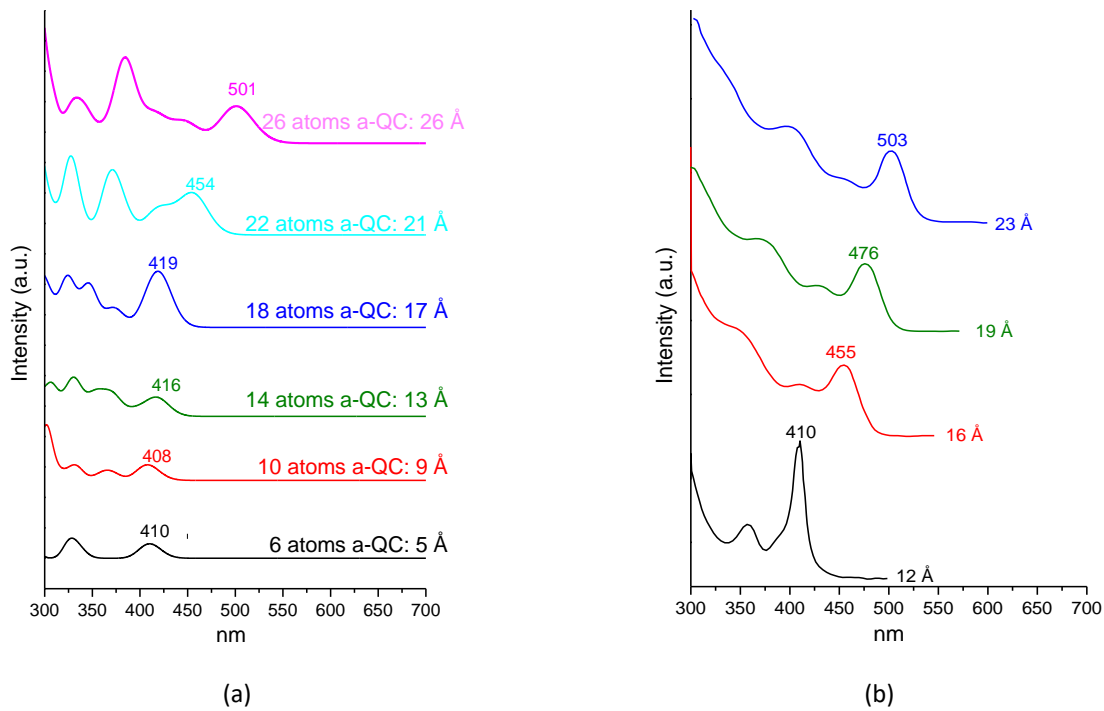 501
26 atoms a-QC: 26 Å
454
22 atoms a-QC: 21 Å
419
18 atoms a-QC: 17 Å
416
14 atoms a-QC: 13 Å
408
10 atoms a-QC: 9 Å
410
6 atoms a-QC: 5 Å
Intensity (a.u.)
300 350 400 450 500 550 600 650 700
nm
(a)
503
23 Å
476
19 Å
455
16 Å
410
12 Å
Intensity (a.u.)
300 350 400 450 500 550 600 650 700
nm
(b)